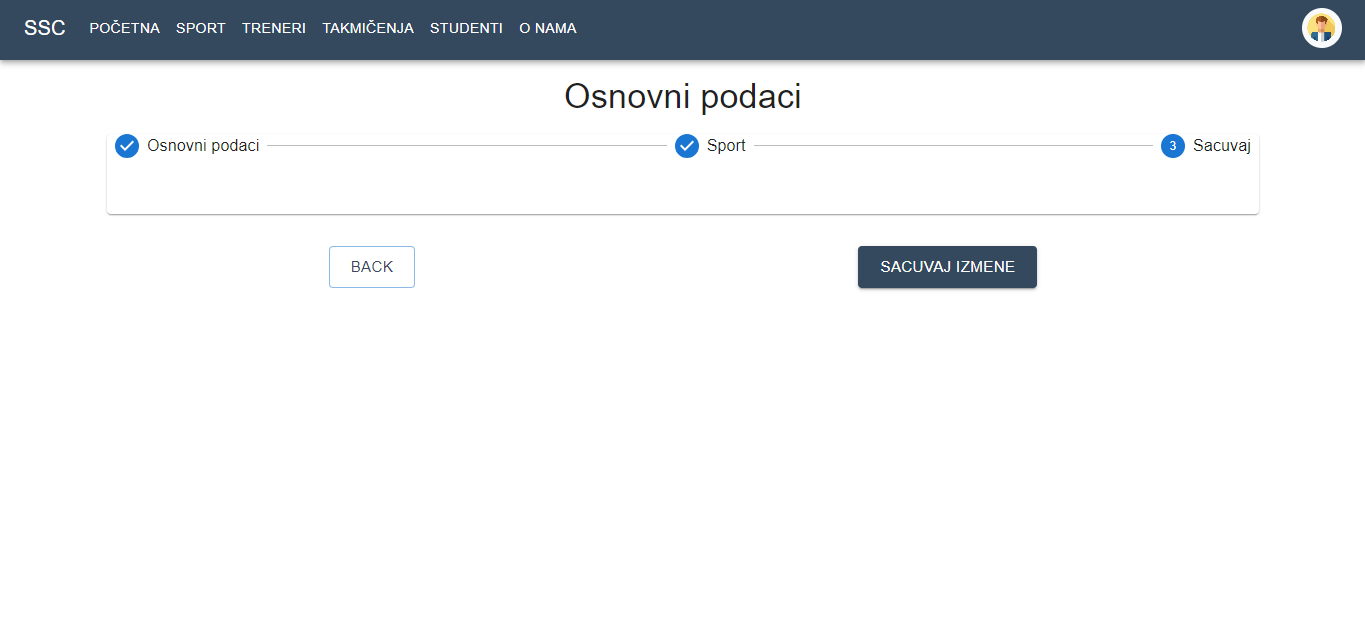 SSC POČETNA SPORT TRENERI TAKMIČENJA STUDENTI O NAMA
Osnovni podaci
Osnovni podaci Sport 3 Sacuvaj
BACK SACUVAJ IZMENE